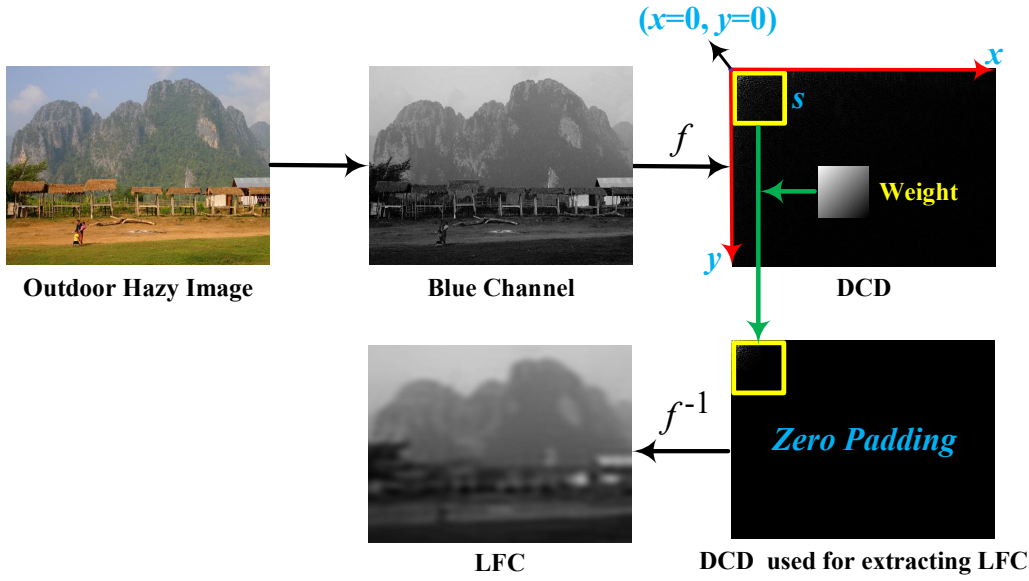 (x=0, y=0)
x
s
f
Weight
y
Outdoor Hazy Image
Blue Channel
DCD
f⁻¹
Zero Padding
LFC
DCD used for extracting LFC